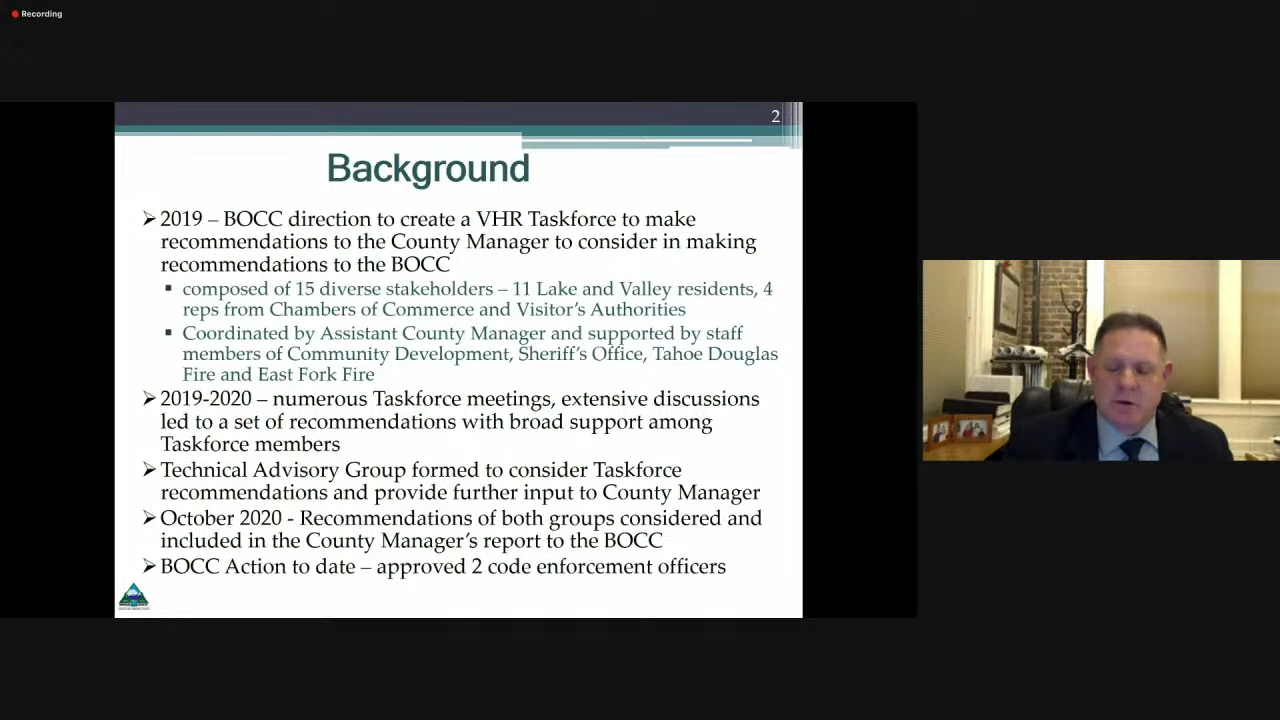 Recording
2
Background
2019 – BOCC direction to create a VHR Taskforce to make
recommendations to the County Manager to consider in making
recommendations to the BOCC
composed of 15 diverse stakeholders – 11 Lake and Valley residents, 4
reps from Chambers of Commerce and Visitor's Authorities
Coordinated by Assistant County Manager and supported by staff
members of Community Development, Sheriff's Office, Tahoe Douglas
Fire and East Fork Fire
2019-2020 – numerous Taskforce meetings, extensive discussions
led to a set of recommendations with broad support among
Taskforce members
Technical Advisory Group formed to consider Taskforce
recommendations and provide further input to County Manager
October 2020 - Recommendations of both groups considered and
included in the County Manager's report to the BOCC
BOCC Action to date – approved 2 code enforcement officers